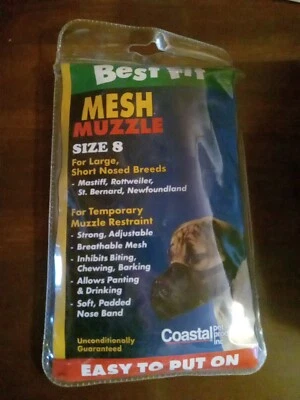 Best Fit
MESH
MUZZLE
SIZE 8
For Large,
Short Nosed Breeds
- Mastiff, Rottweiler,
St. Bernard, Newfoundland
For Temporary
Muzzle Restraint
- Strong, Adjustable
- Breathable Mesh
- Inhibits Biting,
Chewing, Barking
- Allows Panting
& Drinking
- Soft, Padded
Nose Band
Unconditionally
Guaranteed
Coastal
EASY TO PUT ON